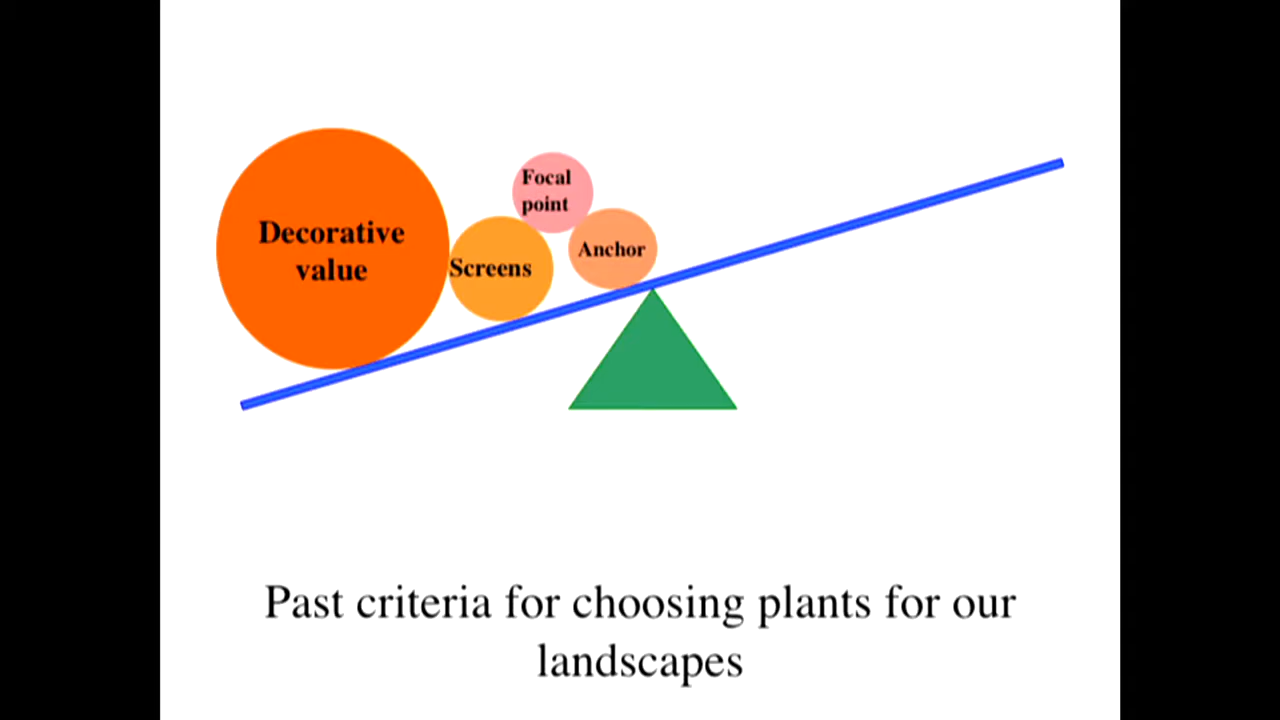 Focal
point
Decorative
value
Screens
Anchor
Past criteria for choosing plants for our
landscapes